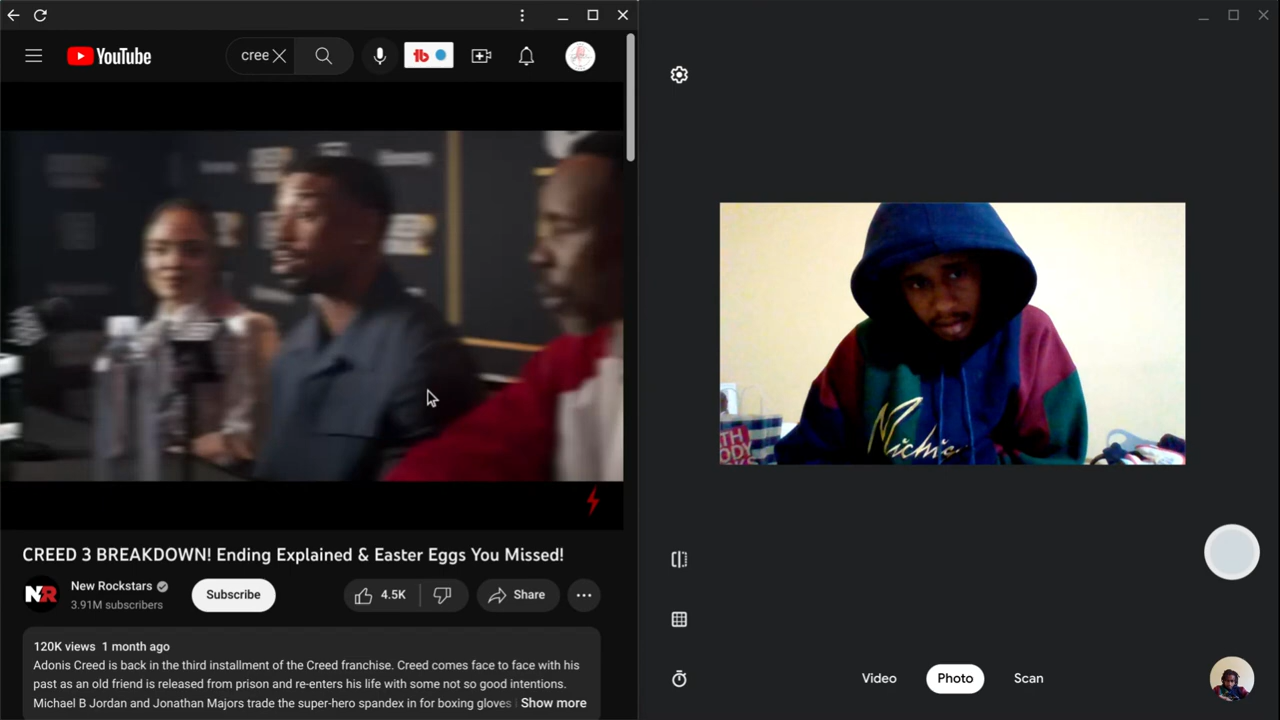 YouTube
cree
tb
CREED 3 BREAKDOWN! Ending Explained & Easter Eggs You Missed!
NR
New Rockstars
3.91M subscribers
Subscribe
4.5K
Share
120K views 1 month ago
Adonis Creed is back in the third installment of the Creed franchise. Creed comes face to face with his
past as an old friend is released from prison and re-enters his life with some not so good intentions.
Michael B Jordan and Jonathan Majors trade the super-hero spandex in for boxing gloves
Show more
TH
ODY
Video
Photo
Scan